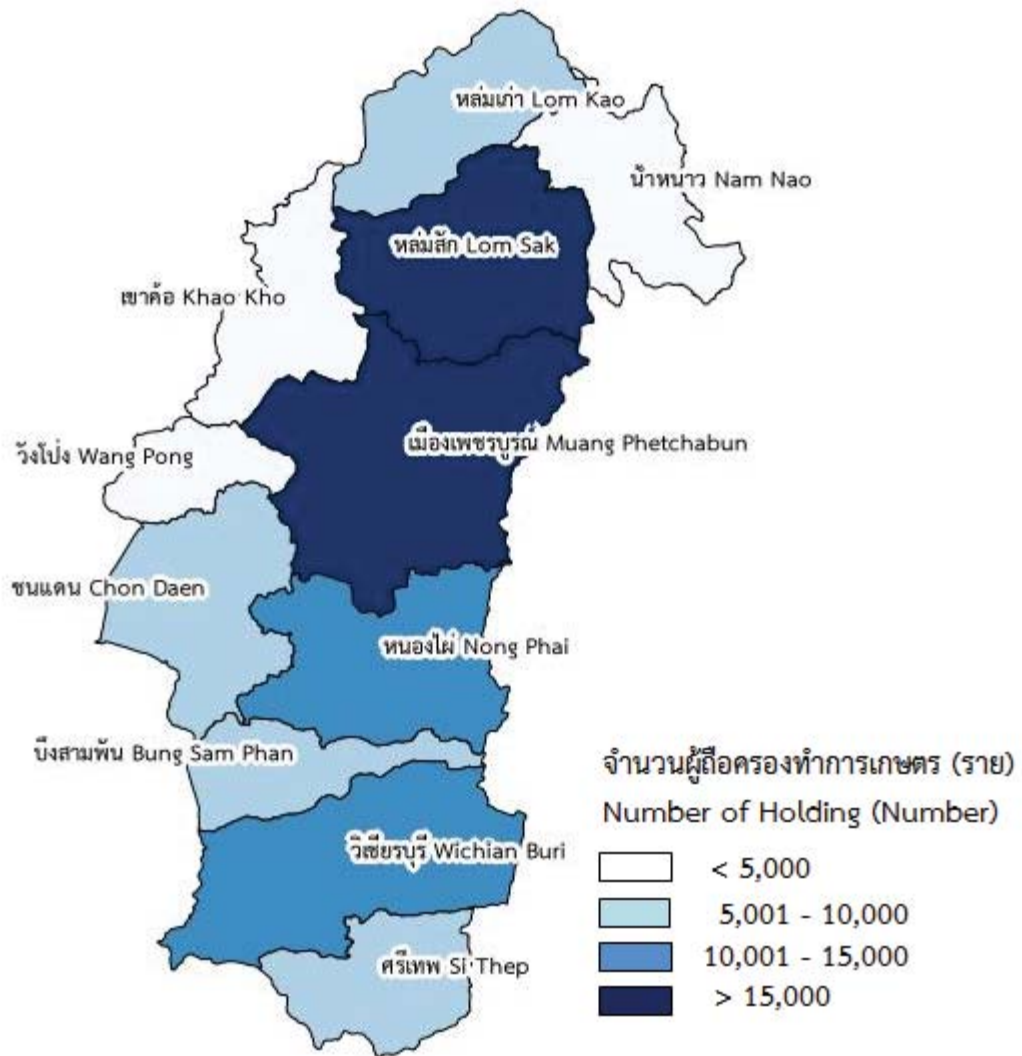 หล่มเก่า Lom Kao
น้ำหนาว Nam Nao
หล่มสัก Lom Sak
เขาค้อ Khao Kho
เมืองเพชรบูรณ์ Muang Phetchabun
วังโป่ง Wang Pong
ชนแดน Chon Daen
หนองไผ่ Nong Phai
บึงสามพัน Bung Sam Phan
วิเชียรบุรี Wichian Buri
ศรีเทพ Si Thep
จำนวนผู้ถือครองทำการเกษตร (ราย)
Number of Holding (Number)
< 5,000
5,001 - 10,000
10,001 - 15,000
> 15,000